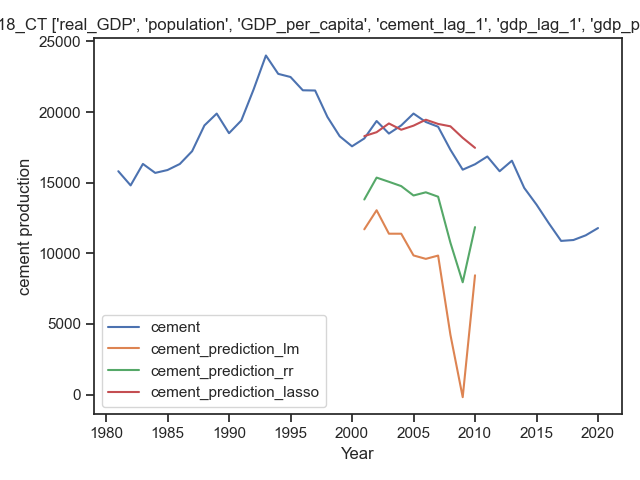 18_CT ['real_GDP', 'population', 'GDP_per_capita', 'cement_lag_1', 'gdp_lag_1', 'gdp_p
25000
20000
15000
10000
5000
0
cement production
cement
cement_prediction_lm
cement_prediction_rr
cement_prediction_lasso
1980 1985 1990 1995 2000 2005 2010 2015 2020
Year